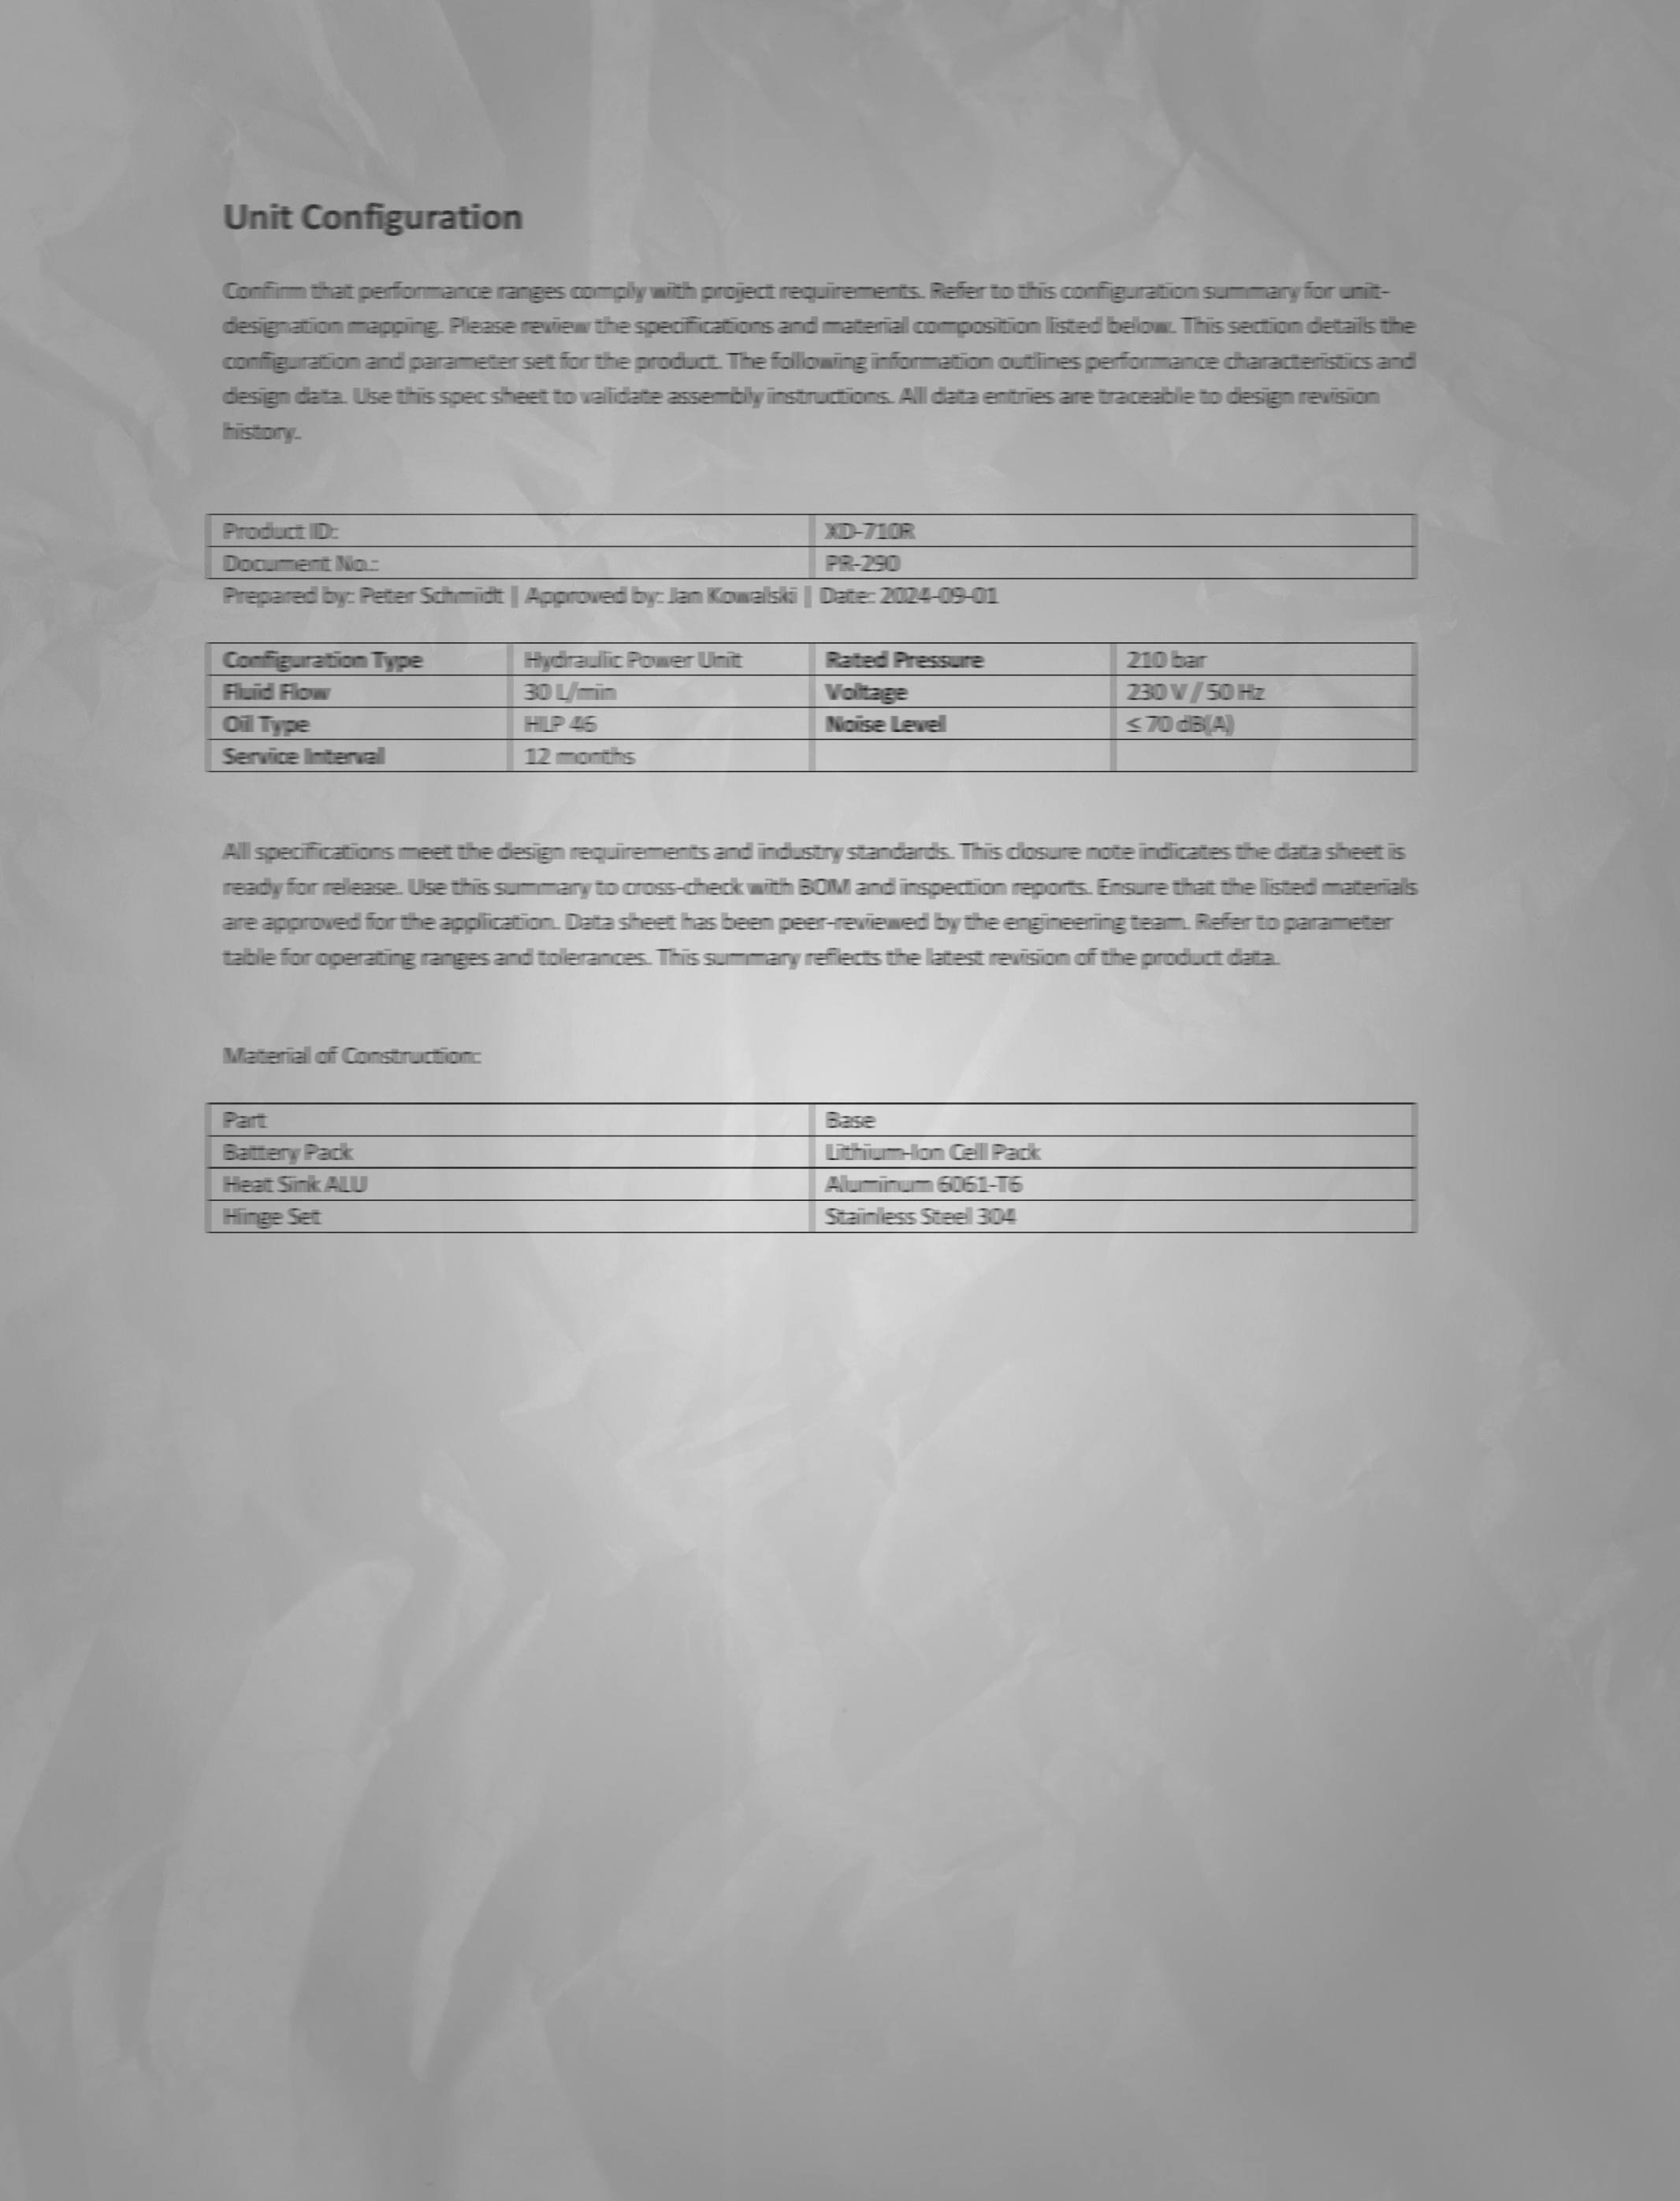 Unit Configuration
Confirm that performance ranges comply with project requirements. Refer to this configuration summary for unit-
designation mapping. Please review the specifications and material composition listed below. This section details the
configuration and parameter set for the product. The following information outlines performance characteristics and
design data. Use this spec sheet to validate assembly instructions. All data entries are traceable to design revision
history.
Product ID: XD-710R
Document No.: PR-290
Prepared by: Peter Schmidt | Approved by: Jan Kowalski | Date: 2024-09-01
Configuration Type Hydraulic Power Unit Rated Pressure 210 bar
Fluid Flow 30 L/min Voltage 230 V / 50 Hz
Oil Type HLP 46 Noise Level ≤ 70 dB(A)
Service Interval 12 months
All specifications meet the design requirements and industry standards. This closure note indicates the data sheet is
ready for release. Use this summary to cross-check with BOM and inspection reports. Ensure that the listed materials
are approved for the application. Data sheet has been peer-reviewed by the engineering team. Refer to parameter
table for operating ranges and tolerances. This summary reflects the latest revision of the product data.
Material of Construction:
Part Base
Battery Pack Lithium-Ion Cell Pack
Heat Sink ALU Aluminum 6061-T6
Hinge Set Stainless Steel 304